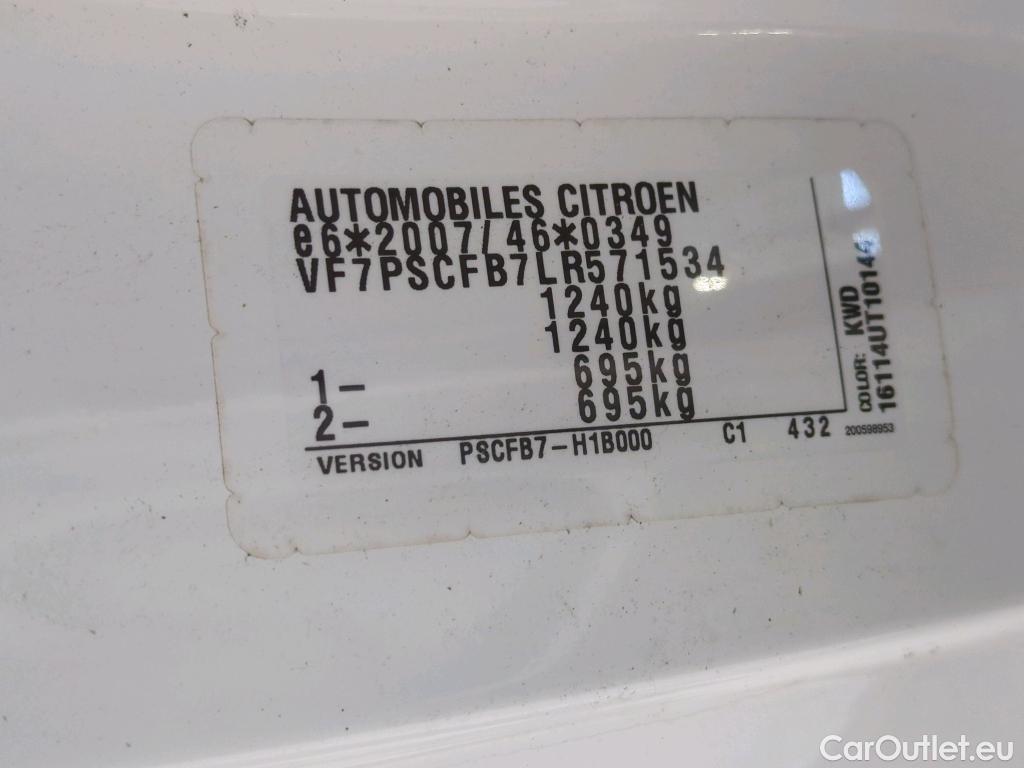 AUTOMOBILES CITROEN
e6*2007/46*0349
VF7PSCFB7LR571534
1240kg
1240kg
1- 695kg
2- 695kg
VERSION PSCFB7-H1B000 C1 432
COLOR: KWD
200598953
CarOutlet.eu